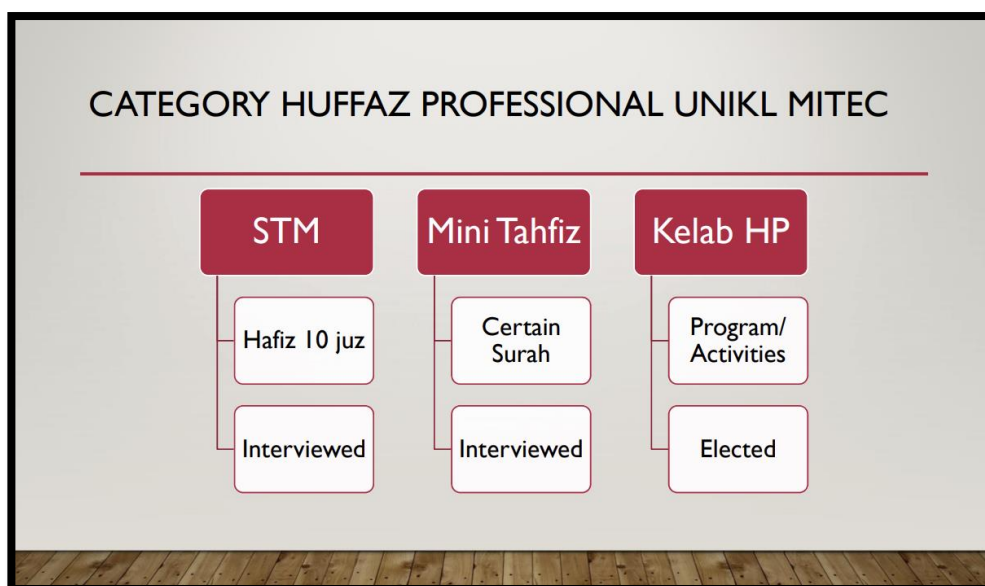 CATEGORY HUFFAZ PROFESSIONAL UNIKL MITEC
STM
Hafiz 10 juz
Interviewed
Mini Tahfiz
Certain
Surah
Interviewed
Kelab HP
Program/
Activities
Elected